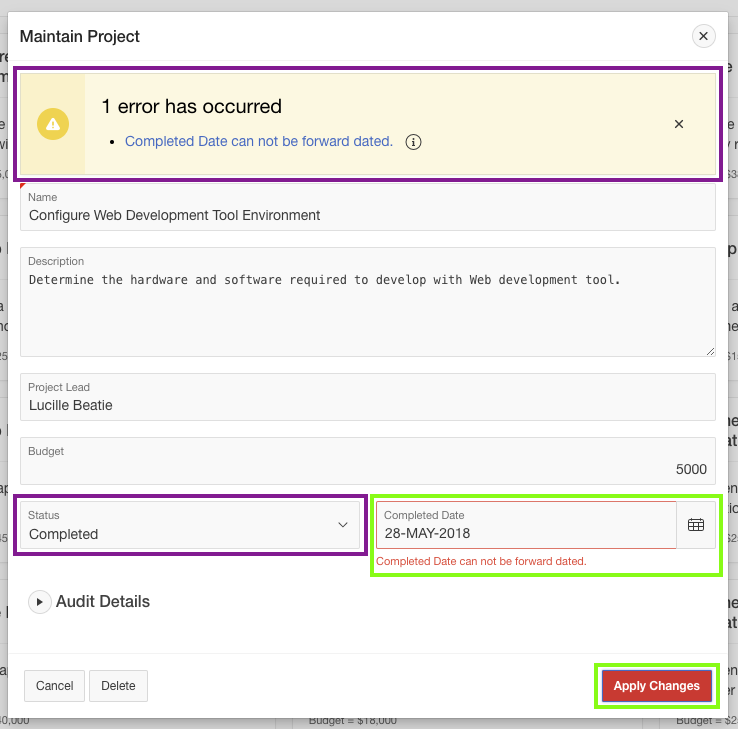 Maintain Project
1 error has occurred
Completed Date can not be forward dated.
Name
Configure Web Development Tool Environment
Description
Determine the hardware and software required to develop with Web development tool.
Project Lead
Lucille Beatie
Budget
5000
Status
Completed
Completed Date
28-MAY-2018
Completed Date can not be forward dated.
Audit Details
Cancel
Delete
Apply Changes
Budget = $18,000